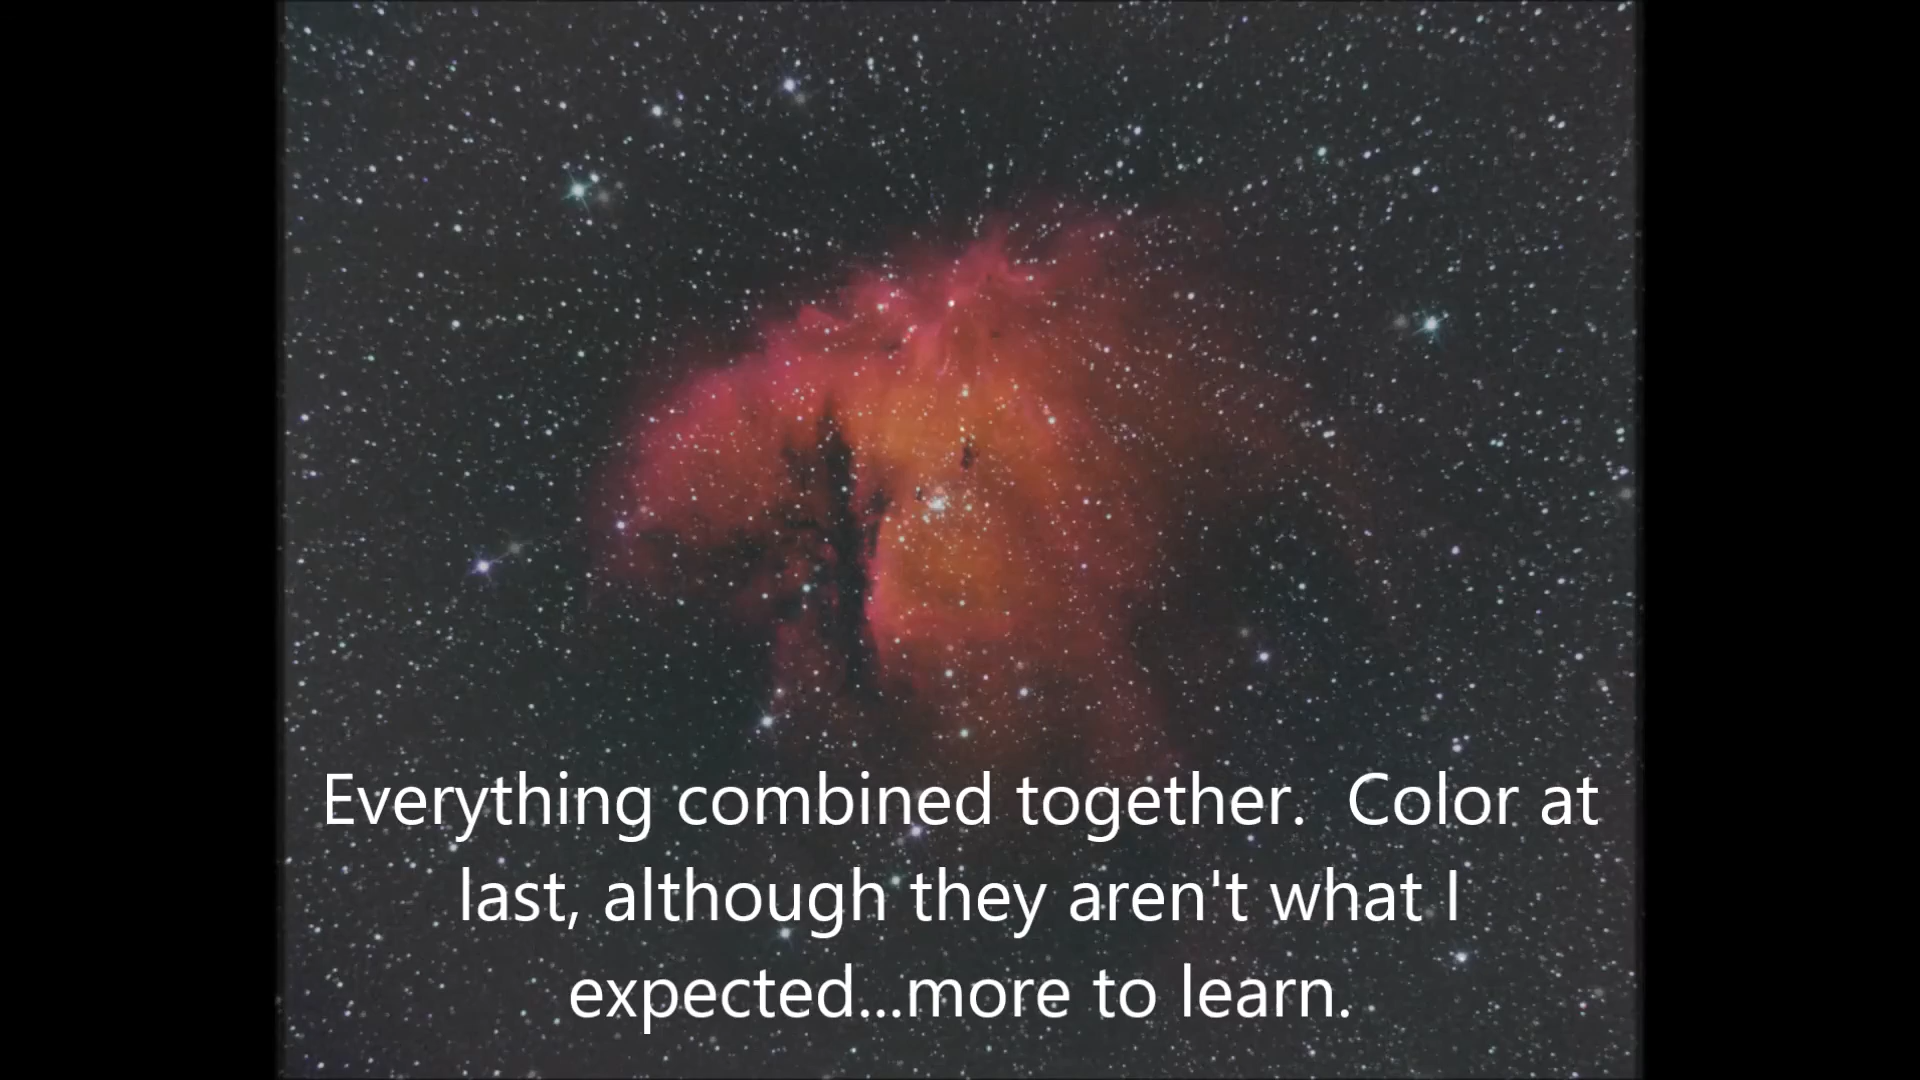 Everything combined together.  Color at
last, although they aren't what I
expected...more to learn.